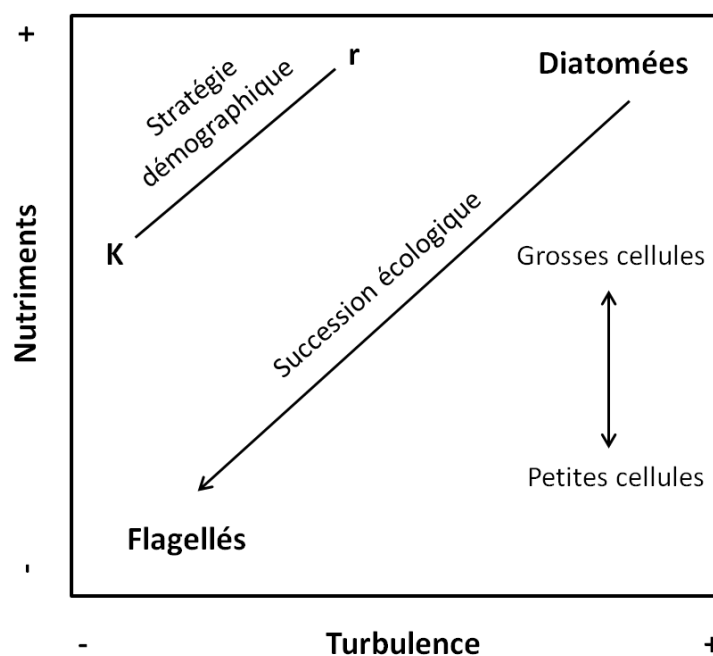 +
r
Stratégie
démographique
Diatomées
K
Succession écologique
Grosses cellules
Nutriments
Petites cellules
Flagellés
-
- Turbulence +